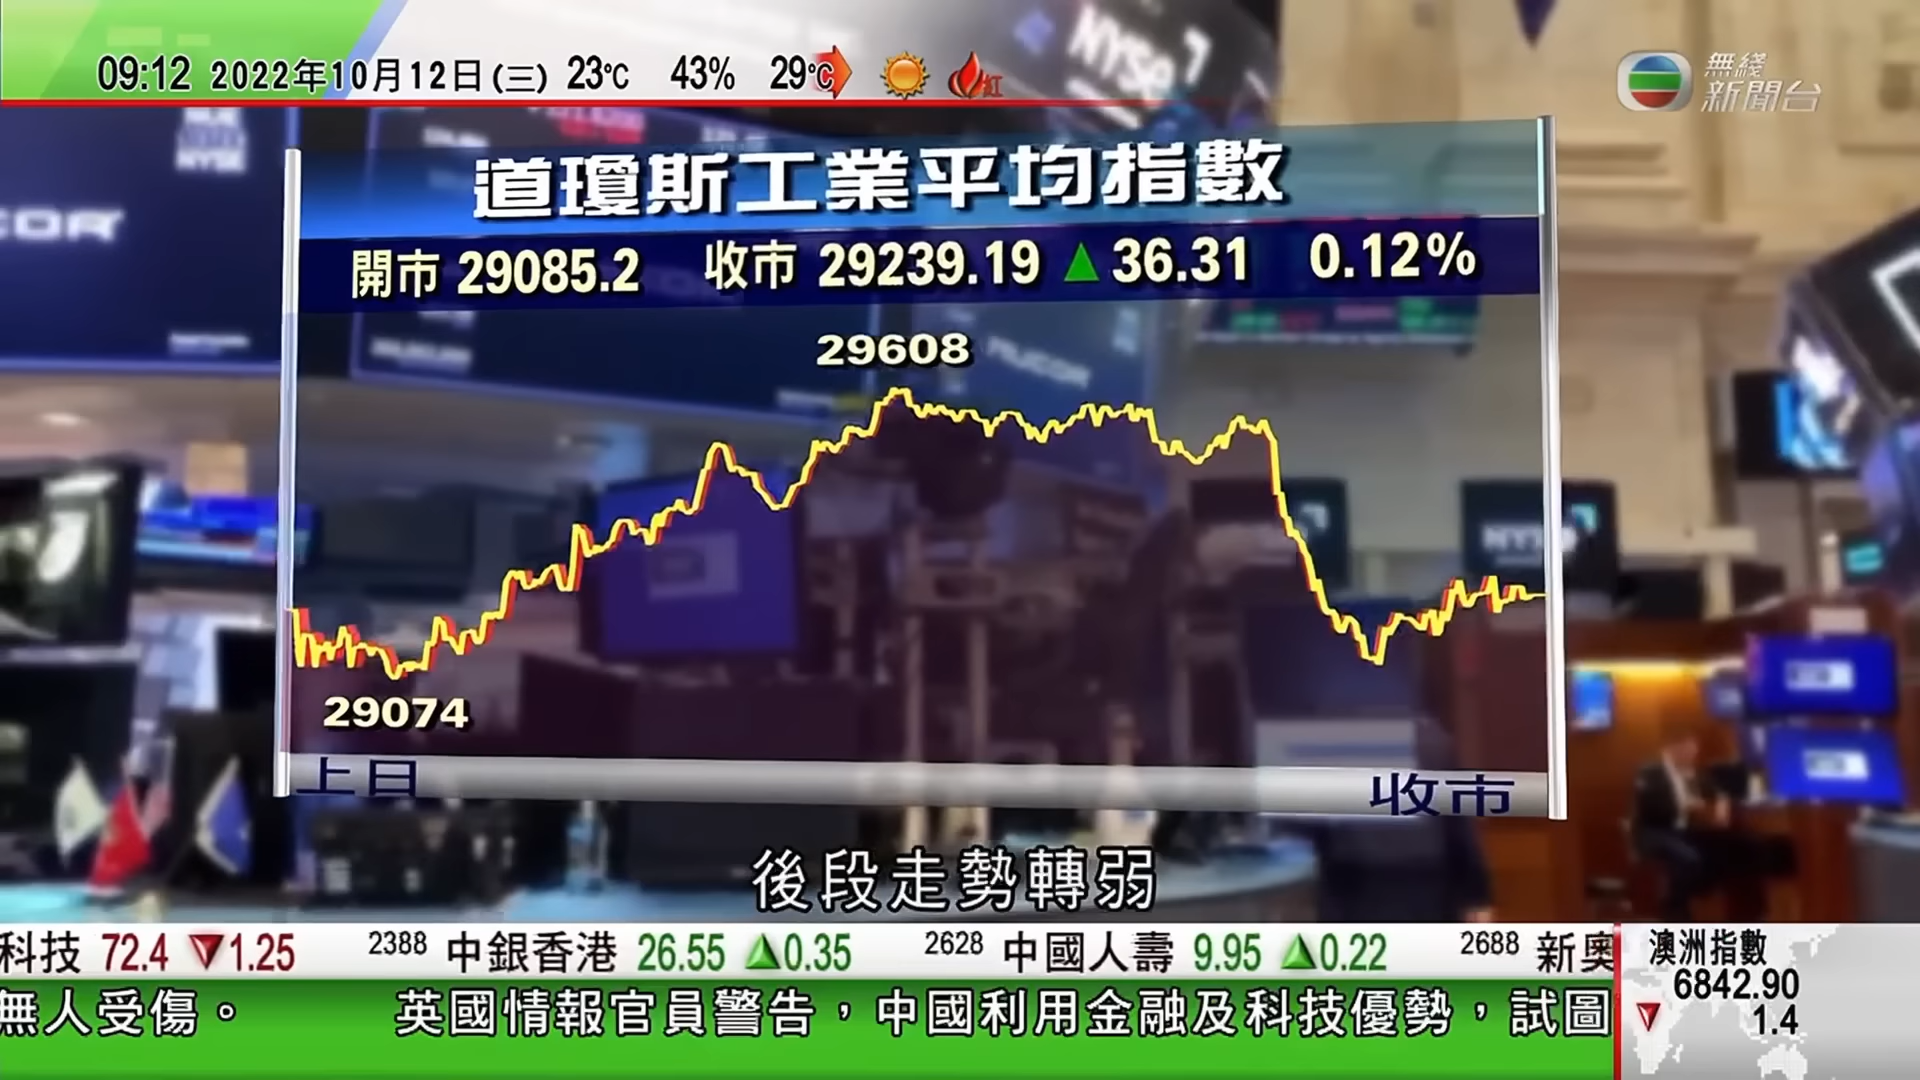 09:12 2022年10月12日(三) 23℃ 43% 29℃ 紅
無綫
新聞台
NYSE
道瓊斯工業平均指數
開市 29085.2 收市 29239.19 ▲ 36.31 0.12%
29608
29074
上日 收市
後段走勢轉弱
科技 72.4 ▼1.25 2388 中銀香港 26.55 ▲0.35 2628 中國人壽 9.95 ▲0.22 2688 新奧
無人受傷。 英國情報官員警告，中國利用金融及科技優勢，試圖
澳洲指數
6842.90
▼ 1.4